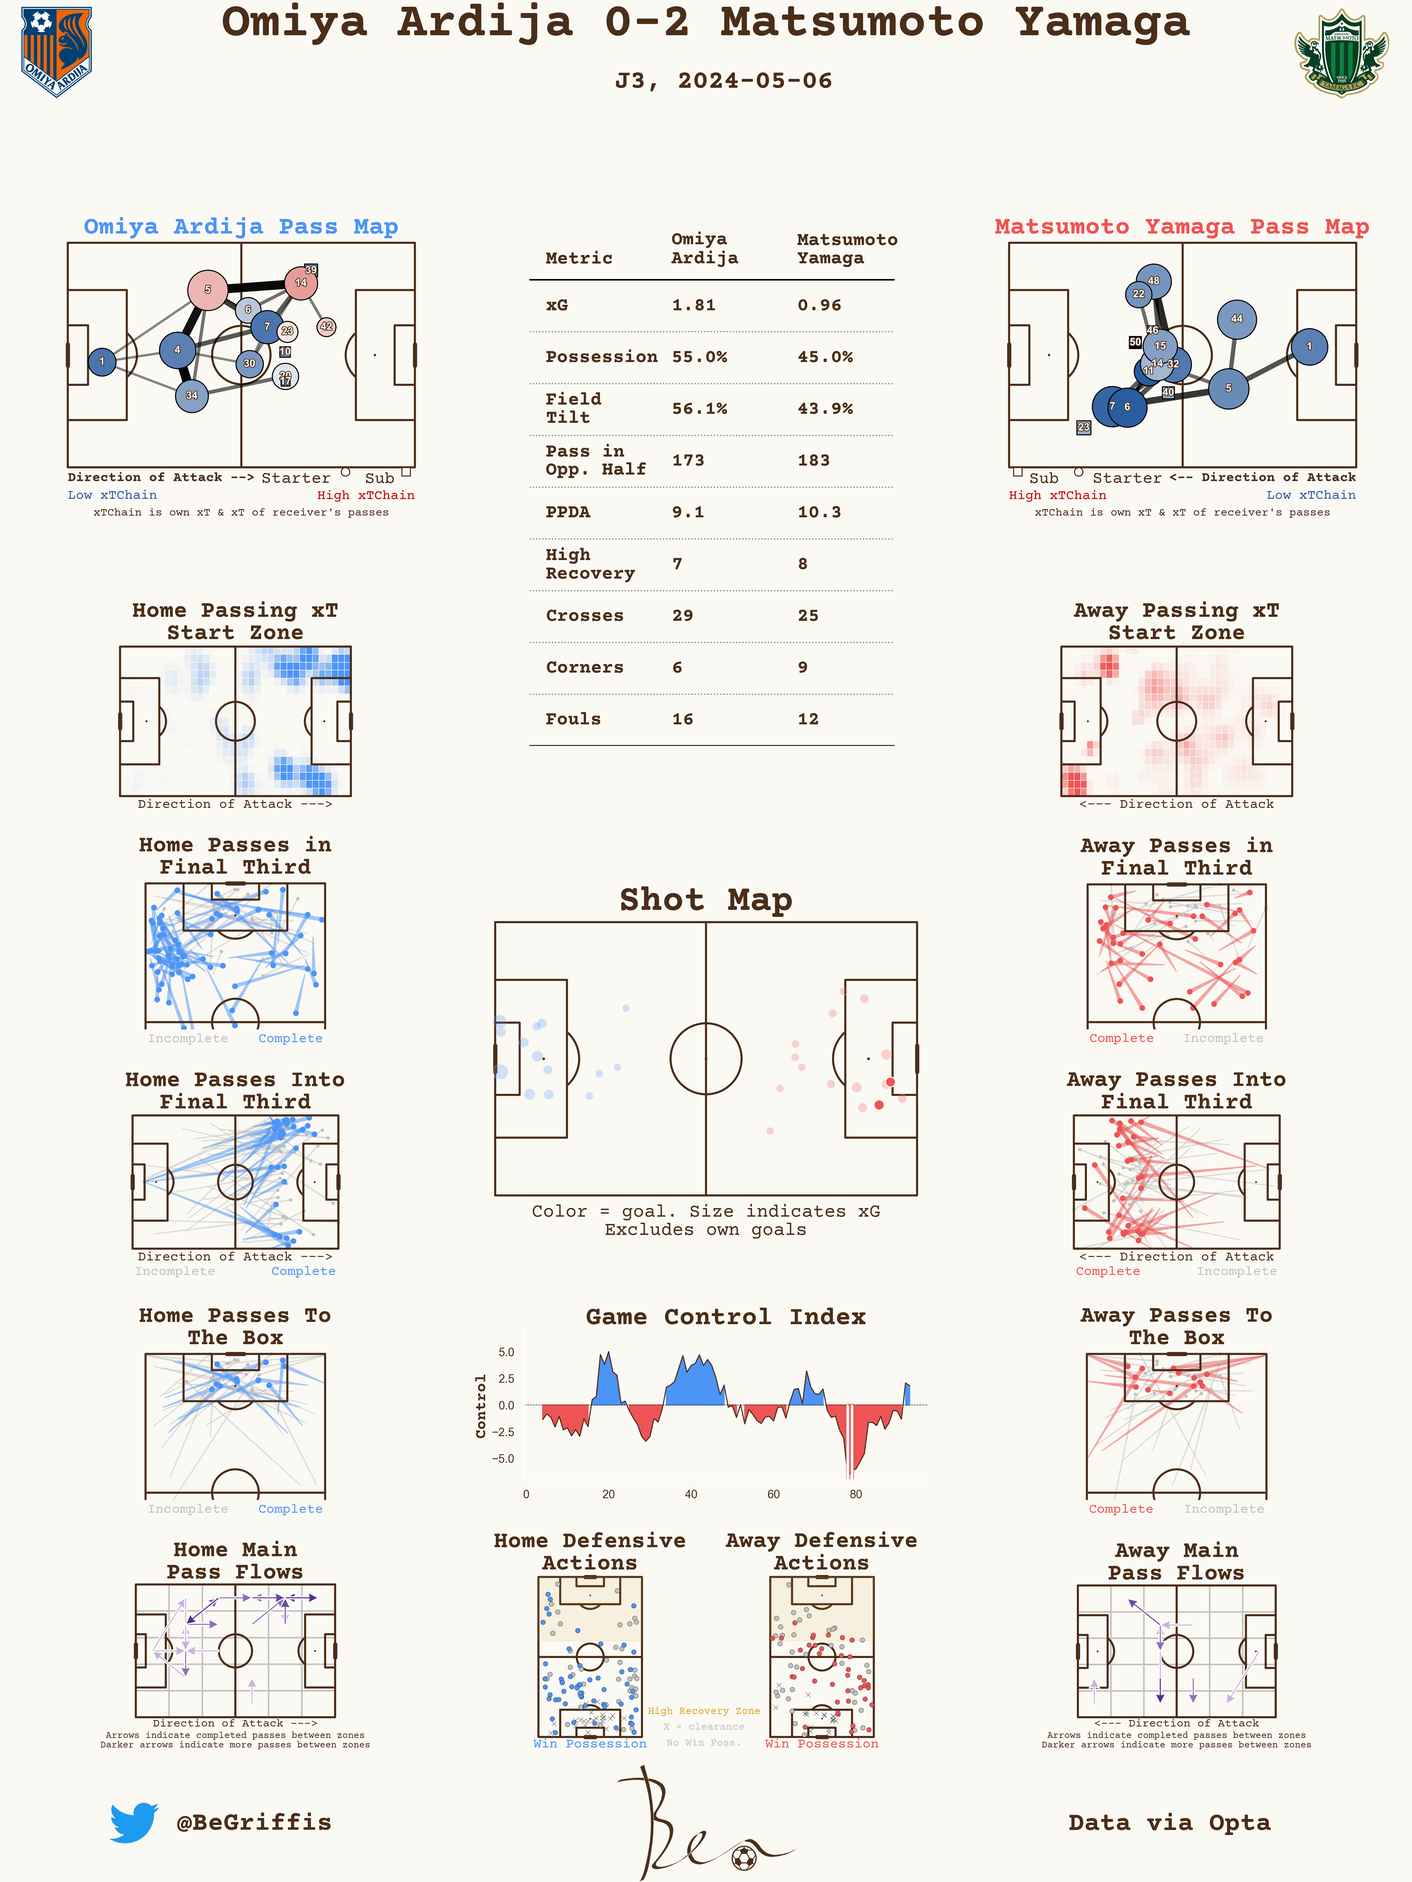 Omiya Ardija 0-2 Matsumoto Yamaga
J3, 2024-05-06
OMIYA ARDIJA
MATSUMOTO
YAMAGA F.C.
Omiya Ardija Pass Map
39
5
14
6
7
23
42
10
4
1
30
17
34
Direction of Attack --> Starter Sub
Low xTChain High xTChain
xTChain is own xT & xT of receiver's passes
Metric Omiya Ardija Matsumoto Yamaga
xG 1.81 0.96
Possession 55.0% 45.0%
Field Tilt 56.1% 43.9%
Pass in Opp. Half 173 183
PPDA 9.1 10.3
High Recovery 7 8
Crosses 29 25
Corners 6 9
Fouls 16 12
Matsumoto Yamaga Pass Map
48
22
44
46
50
15
1
14
32
11
5
40
7
6
23
Sub Starter <-- Direction of Attack
High xTChain Low xTChain
xTChain is own xT & xT of receiver's passes
Home Passing xT
Start Zone
Direction of Attack --->
Away Passing xT
Start Zone
<--- Direction of Attack
Home Passes in
Final Third
Incomplete Complete
Away Passes in
Final Third
Complete Incomplete
Shot Map
Color = goal. Size indicates xG
Excludes own goals
Home Passes Into
Final Third
Direction of Attack --->
Incomplete Complete
Away Passes Into
Final Third
<--- Direction of Attack
Complete Incomplete
Home Passes To
The Box
Incomplete Complete
Game Control Index
Control
5.0
2.5
0.0
−2.5
−5.0
0 20 40 60 80
Away Passes To
The Box
Complete Incomplete
Home Main
Pass Flows
Direction of Attack --->
Arrows indicate completed passes between zones
Darker arrows indicate more passes between zones
Home Defensive
Actions
Win Possession
High Recovery Zone
X = clearance
No Win Poss.
Away Defensive
Actions
Win Possession
Away Main
Pass Flows
<--- Direction of Attack
Arrows indicate completed passes between zones
Darker arrows indicate more passes between zones
@BeGriffis
Ben
Data via Opta